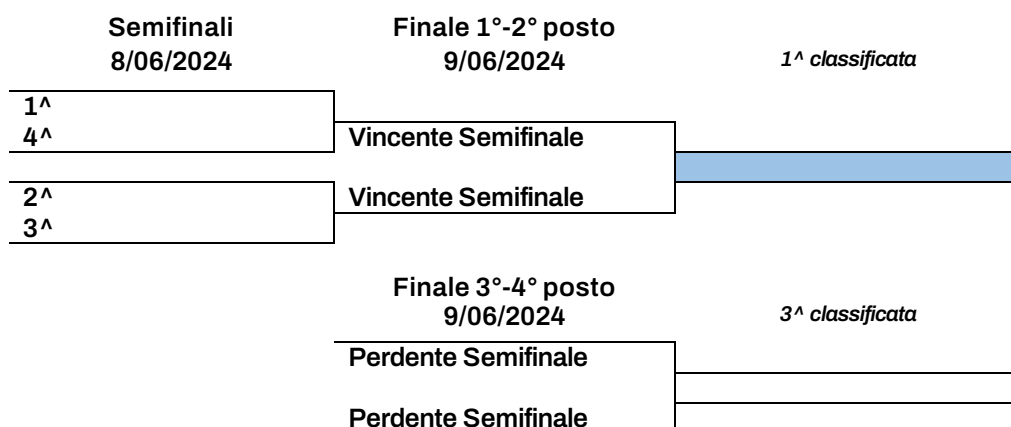 Semifinali
8/06/2024
Finale 1°-2° posto
9/06/2024
1^ classificata
1^
4^
Vincente Semifinale
2^
3^
Vincente Semifinale
Finale 3°-4° posto
9/06/2024
3^ classificata
Perdente Semifinale
Perdente Semifinale